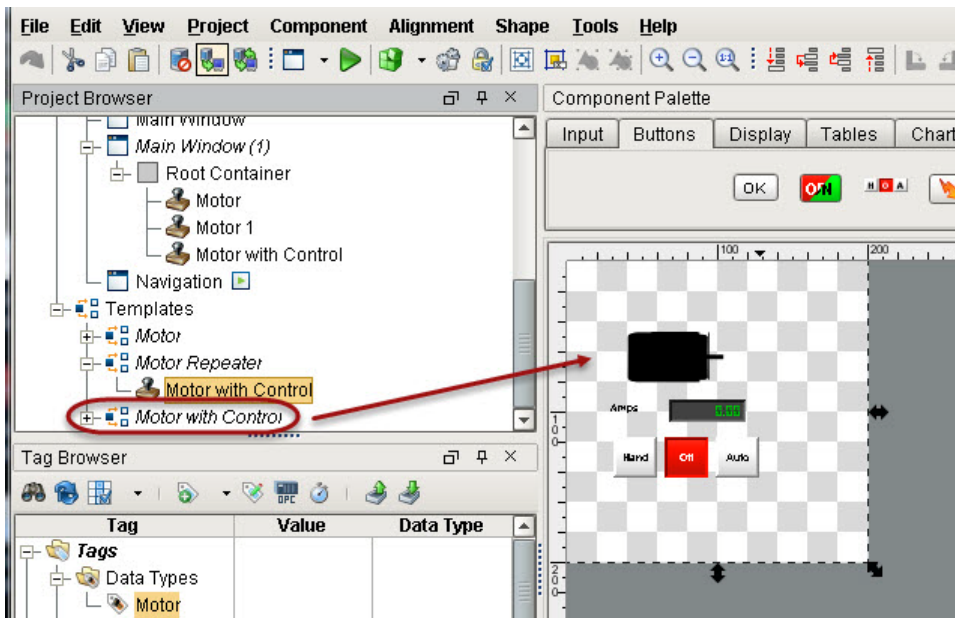 File Edit View Project Component Alignment Shape Tools Help
Project Browser
Main Window
Main Window (1)
Root Container
Motor
Motor 1
Motor with Control
Navigation
Templates
Motor
Motor Repeater
Motor with Control
Motor with Control
Tag Browser
OPC
Tag Value Data Type
Tags
Data Types
Motor
Component Palette
Input Buttons Display Tables Chart
OK H O A
100 200
Amps 0.00
Hand Off Auto
100
200